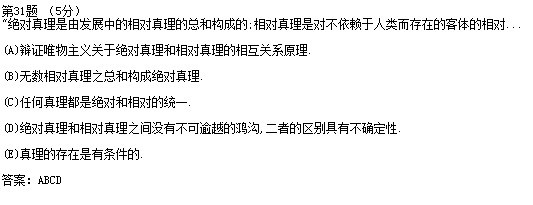 第31题 (5分)
“绝对真理是由发展中的相对真理的总和构成的;相对真理是对不依赖于人类而存在的客体的相对...
(A)辩证唯物主义关于绝对真理和相对真理的相互关系原理.
(B)无数相对真理之总和构成绝对真理.
(C)任何真理都是绝对和相对的统一.
(D)绝对真理和相对真理之间没有不可逾越的鸿沟,二者的区别具有不确定性.
(E)真理的存在是有条件的.
答案: ABCD